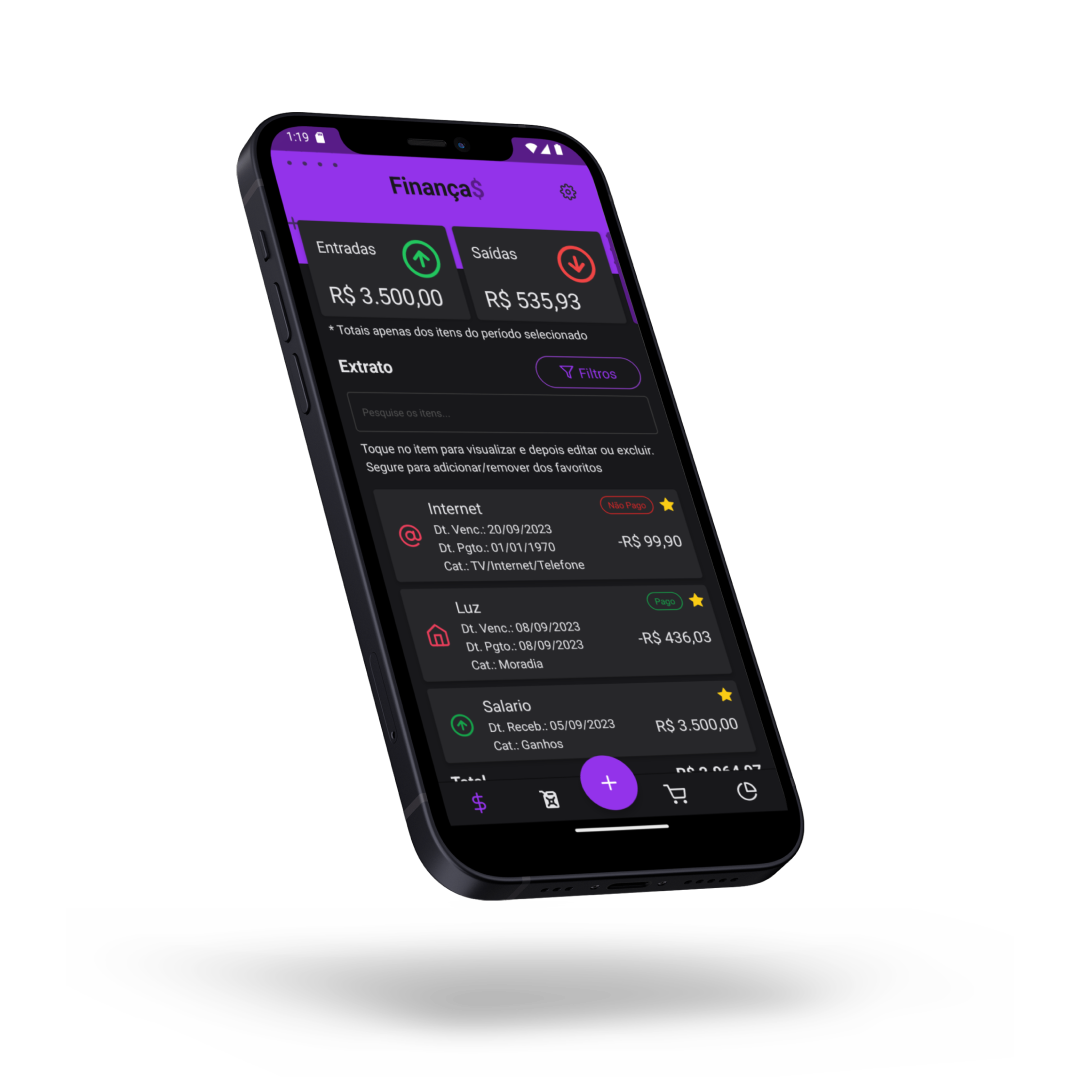 1:19
Finança$
Entradas
R$ 3.500,00
Saídas
R$ 535,93
* Totais apenas dos itens do período selecionado
Extrato
Filtros
Pesquise os itens...
Toque no item para visualizar e depois editar ou excluir.
Segure para adicionar/remover dos favoritos
Internet
Não Pago
Dt. Venc.: 20/09/2023
Dt. Pgto.: 01/01/1970
Cat.: TV/Internet/Telefone
-R$ 99,90
Luz
Pago
Dt. Venc.: 08/09/2023
Dt. Pgto.: 08/09/2023
Cat.: Moradia
-R$ 436,03
Salario
Dt. Receb.: 05/09/2023
Cat.: Ganhos
R$ 3.500,00
Total